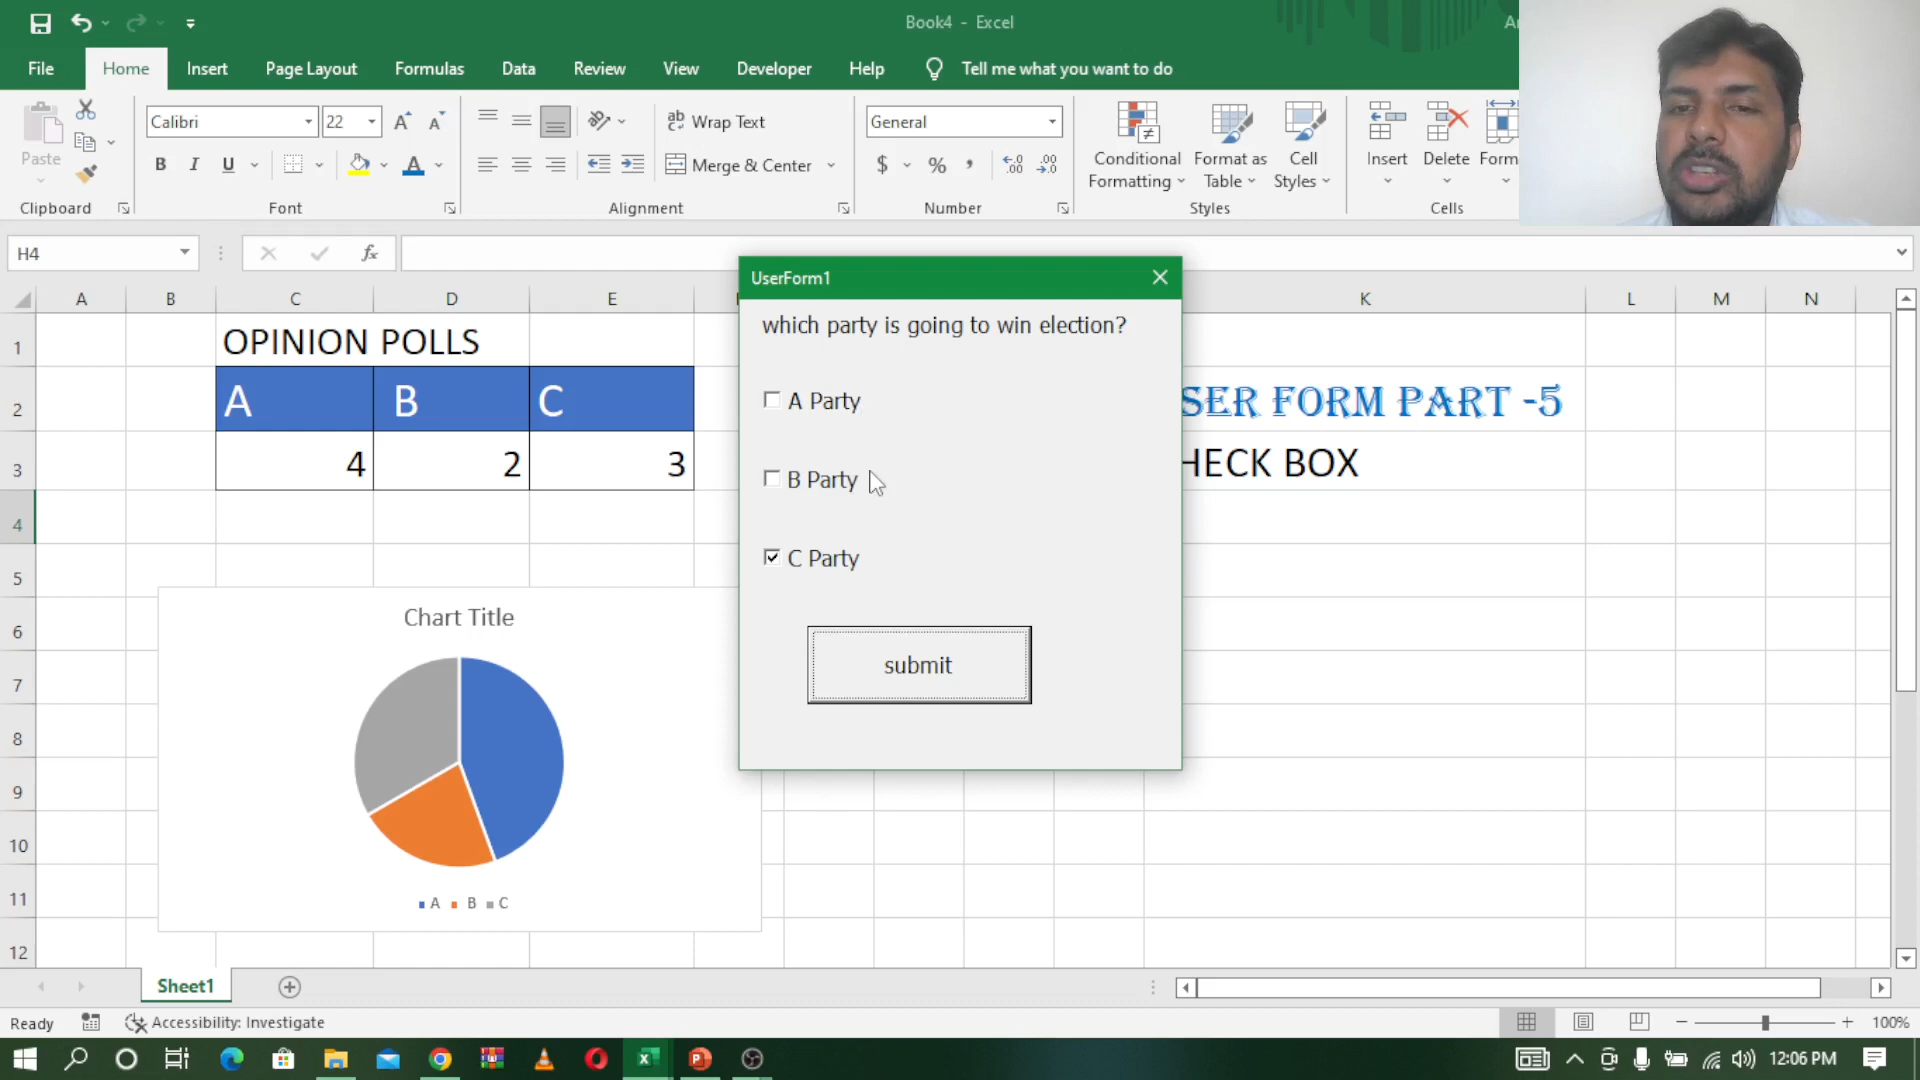 Book4 - Excel
File Home Insert Page Layout Formulas Data Review View Developer Help Tell me what you want to do
Paste
Clipboard
Calibri 22
B I U
Font
ab Wrap Text
Merge & Center
Alignment
General
$ % ,
Number
Conditional Formatting
Format as Table
Cell Styles
Styles
Insert Delete Form
Cells
H4 fx
A B C D E K L M N
1 OPINION POLLS
2 A B C
SER FORM PART -5
3 4 2 3
HECK BOX
4
5
6
7
8
9
10
11
12
Chart Title
A B C
UserForm1
which party is going to win election?
A Party
B Party
C Party
submit
Sheet1
Ready Accessibility: Investigate 100%
12:06 PM